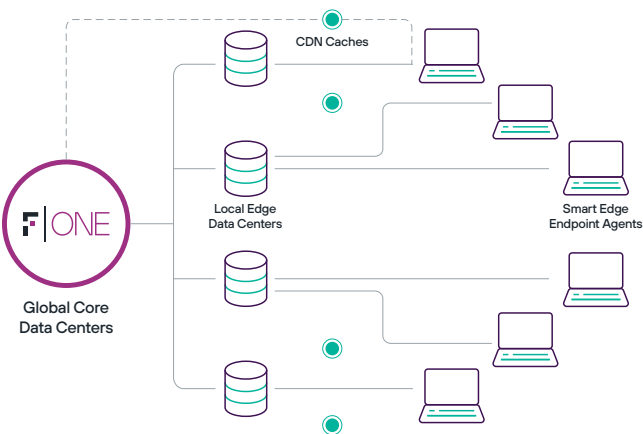 CDN Caches
Local Edge
Data Centers
Smart Edge
Endpoint Agents
F|ONE
Global Core
Data Centers